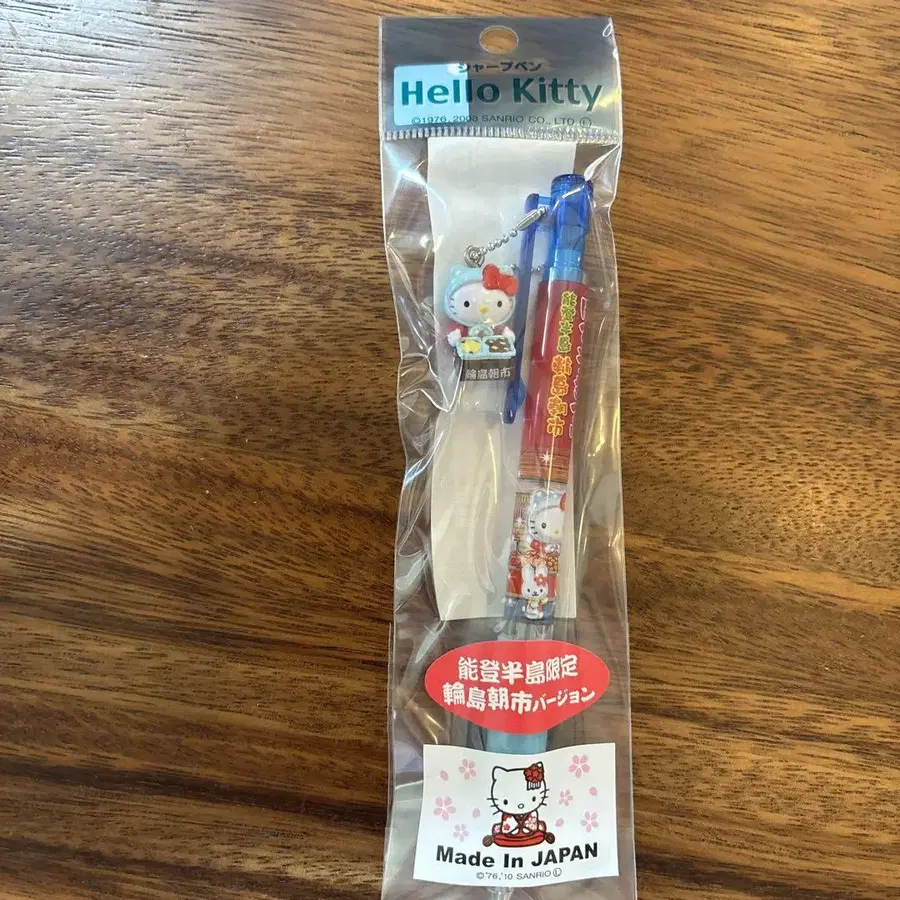 シャープペン
Hello Kitty
©1976, 2008 SANRIO CO., LTD. Ⓛ
輪島朝市
能登半島
輪島朝市
能登半島限定
輪島朝市バージョン
Made In JAPAN
©'76,'10 SANRIO Ⓛ